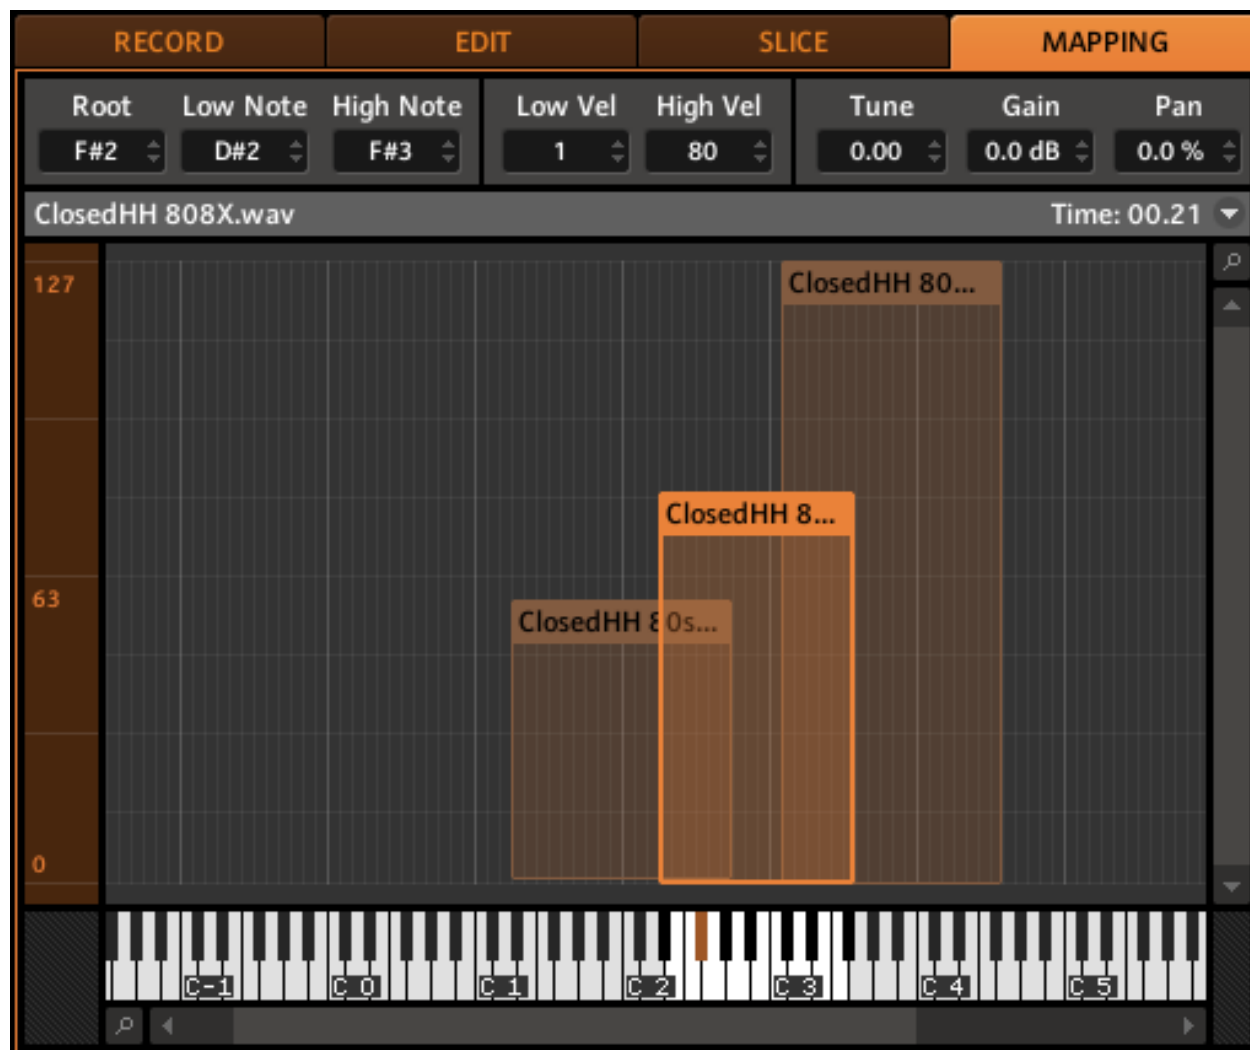 RECORD EDIT SLICE MAPPING
Root Low Note High Note Low Vel High Vel Tune Gain Pan
F#2 D#2 F#3 1 80 0.00 0.0 dB 0.0 %
ClosedHH 808X.wav Time: 00.21
127 ClosedHH 80...
ClosedHH 8...
63
ClosedHH 80s...
0
C-1 C 0 C 1 C 2 C 3 C 4 C 5